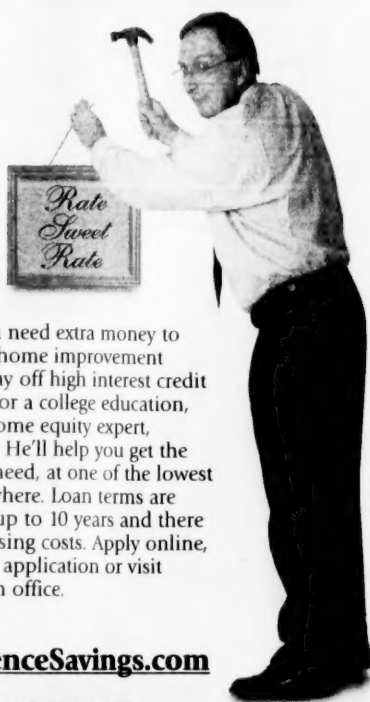 Rate
Sweet
Rate
need extra money to
home improvement
y off high interest credit
or a college education,
ome equity expert,
He'll help you get the
need, at one of the lowest
where. Loan terms are
up to 10 years and there
sing costs. Apply online,
application or visit
n office.
enceSavings.com